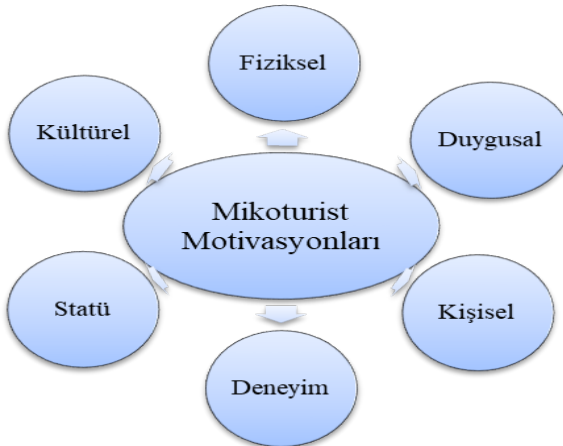 Fiziksel
Kültürel
Duygusal
Mikoturist
Motivasyonları
Statü
Kişisel
Deneyim